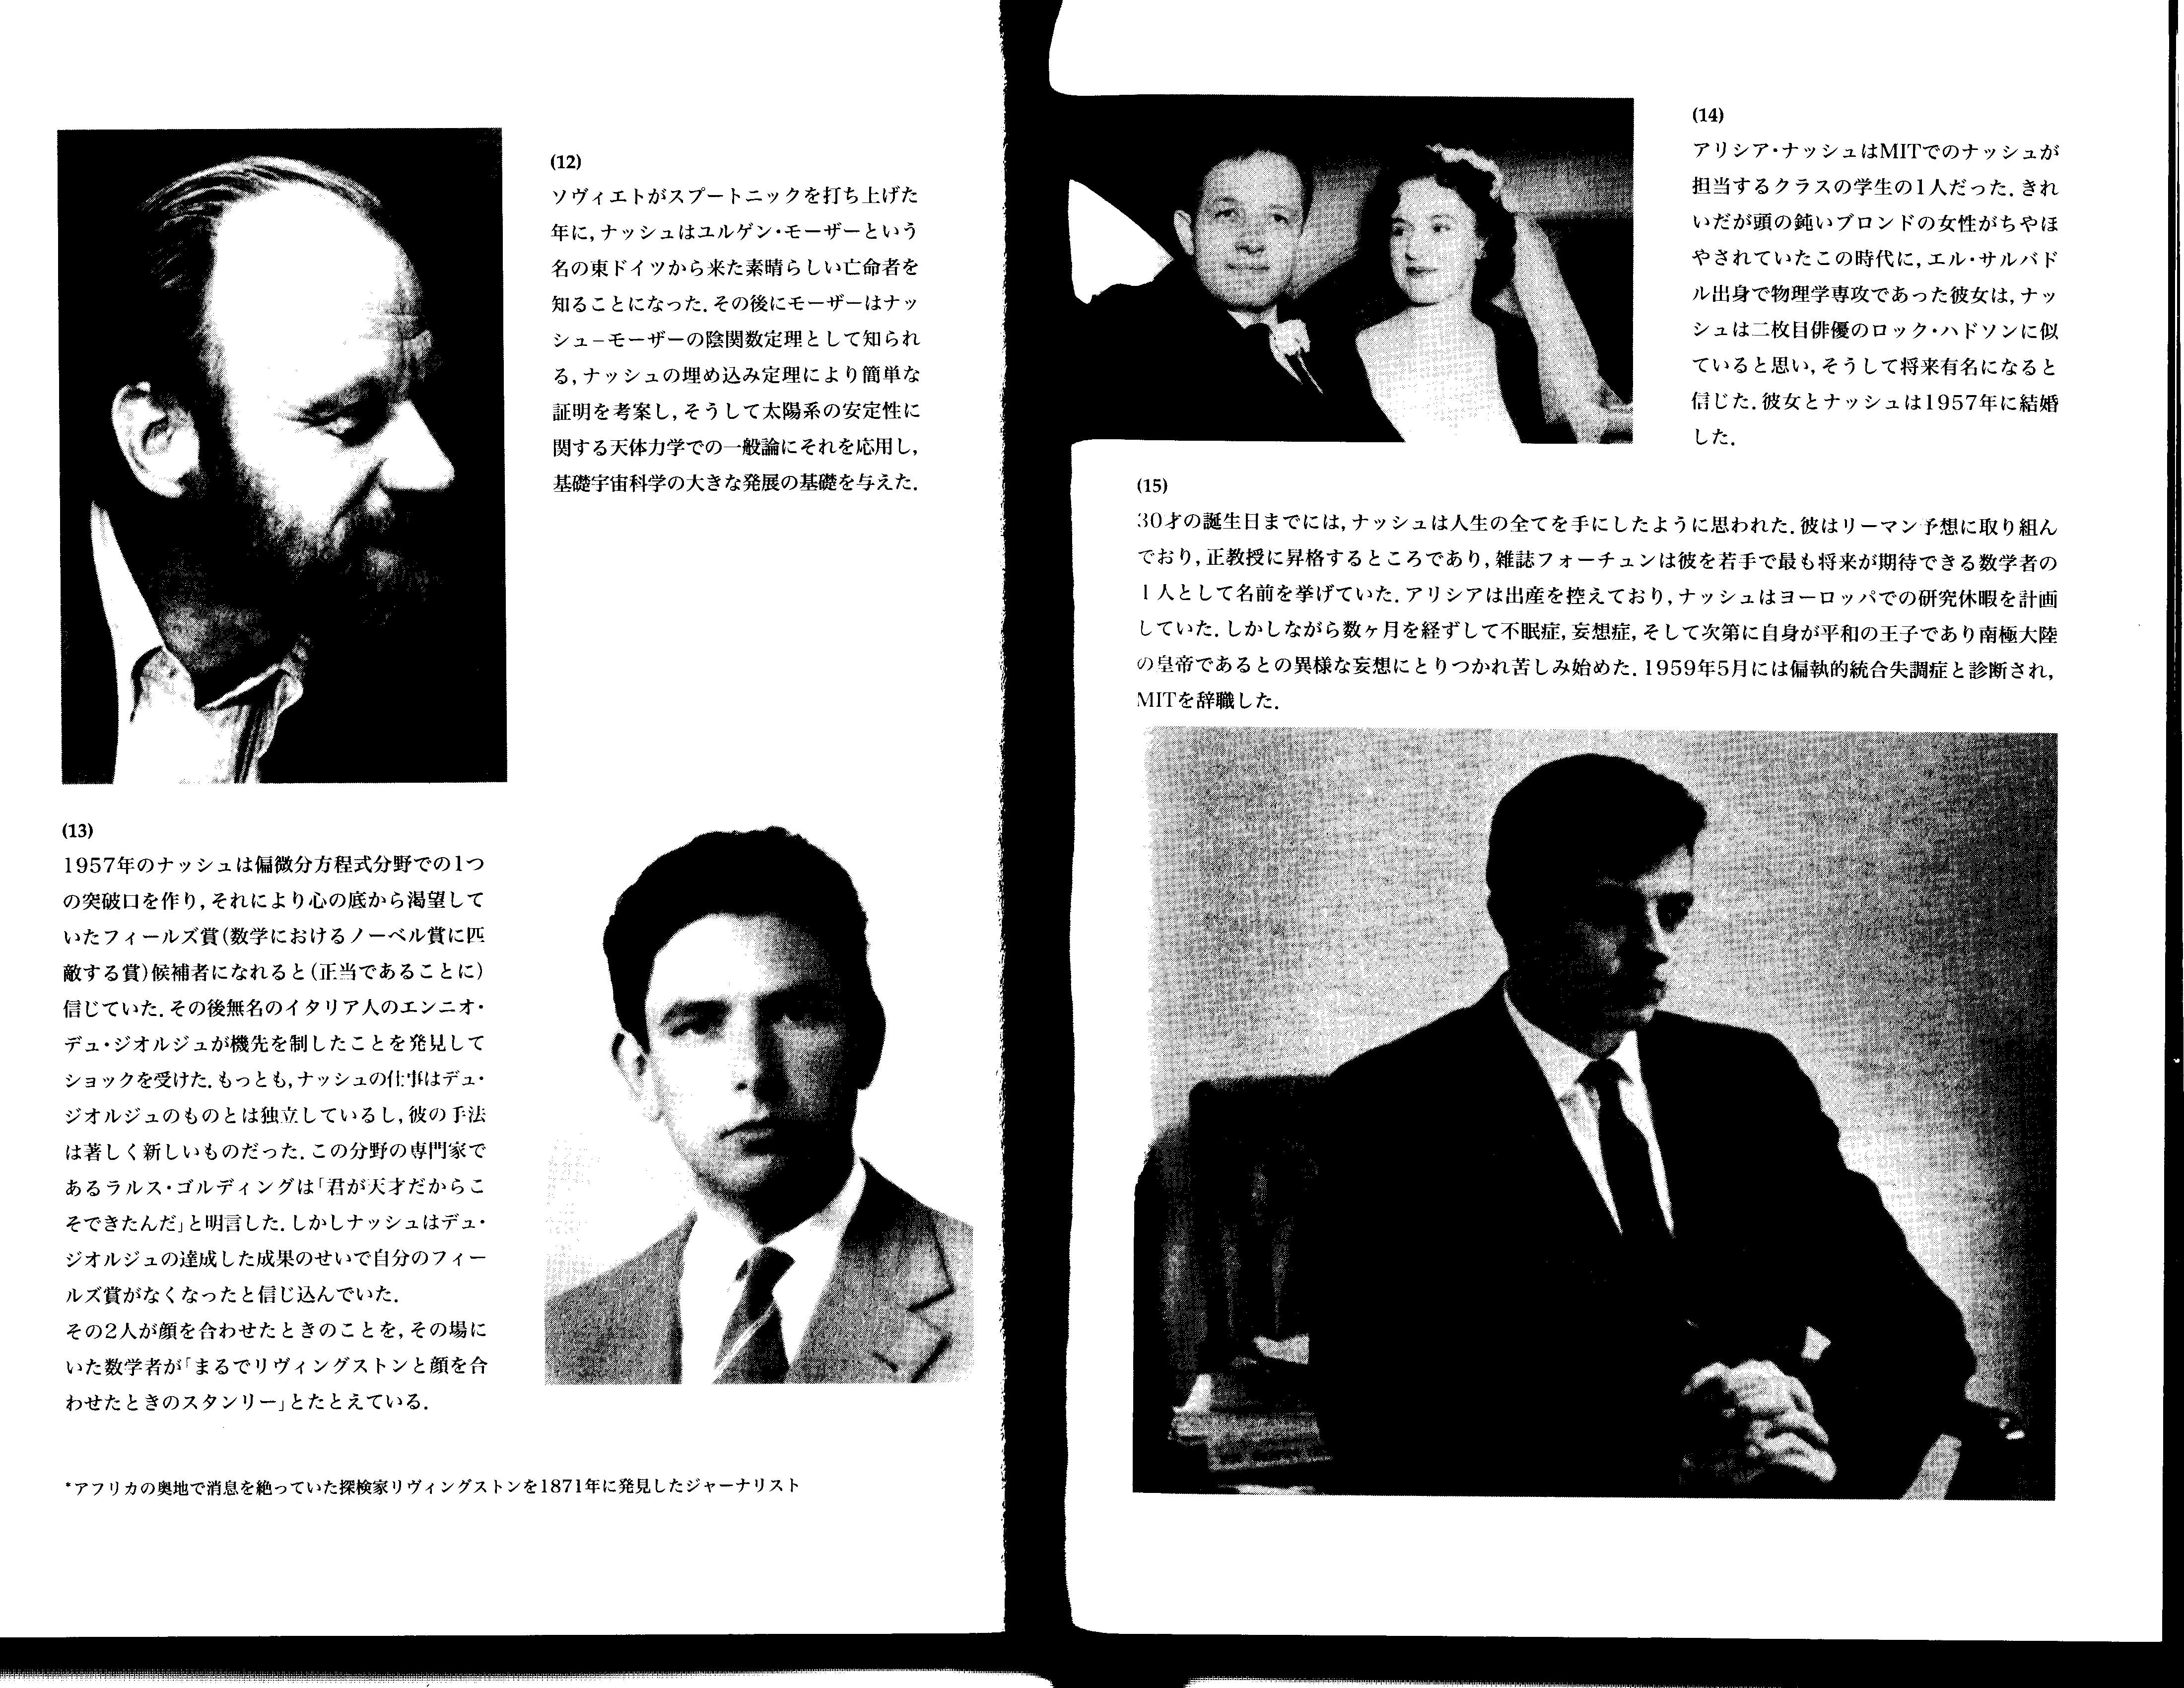 (12)
ソヴィエトがスプートニックを打ち上げた
年に,ナッシュはユルゲン・モーザーという
名の東ドイツから来た素晴らしい亡命者を
知ることになった.その後にモーザーはナッ
シュ−モーザーの陰関数定理として知られ
る,ナッシュの埋め込み定理により簡単な
証明を考案し,そうして太陽系の安定性に
関する天体力学での一般論にそれを応用し,
基礎宇宙科学の大きな発展の基礎を与えた.
(13)
1957年のナッシュは偏微分方程式分野での1つ
の突破口を作り,それにより心の底から渇望して
いたフィールズ賞(数学におけるノーベル賞に匹
敵する賞)候補者になれると(正当であることに)
信じていた.その後無名のイタリア人のエンニオ・
デュ・ジオルジュが機先を制したことを発見して
ショックを受けた.もっとも,ナッシュの仕事はデュ・
ジオルジュのものとは独立しているし,彼の手法
は著しく新しいものだった.この分野の専門家で
あるラルス・ゴルディングは「君が天才だからこ
そできたんだ」と明言した.しかしナッシュはデュ・
ジオルジュの達成した成果のせいで自分のフィー
ルズ賞がなくなったと信じ込んでいた.
その2人が顔を合わせたときのことを,その場に
いた数学者が「まるでリヴィングストンと顔を合
わせたときのスタンリー」とたとえている.
*アフリカの奥地で消息を絶っていた探検家リヴィングストンを1871年に発見したジャーナリスト
(14)
アリシア・ナッシュはMITでのナッシュが
担当するクラスの学生の1人だった.きれ
いだが頭の鈍いブロンドの女性がちやほ
やされていたこの時代に,エル・サルバド
ル出身で物理学専攻であった彼女は,ナッ
シュは二枚目俳優のロック・ハドソンに似
ていると思い,そうして将来有名になると
信じた.彼女とナッシュは1957年に結婚
した.
(15)
30才の誕生日までには,ナッシュは人生の全てを手にしたように思われた.彼はリーマン予想に取り組ん
でおり,正教授に昇格するところであり,雑誌フォーチュンは彼を若手で最も将来が期待できる数学者の
1人として名前を挙げていた.アリシアは出産を控えており,ナッシュはヨーロッパでの研究休暇を計画
していた.しかしながら数ヶ月を経ずして不眠症,妄想症,そして次第に自身が平和の王子であり南極大陸
の皇帝であるとの異様な妄想にとりつかれ苦しみ始めた.1959年5月には偏執的統合失調症と診断され,
MITを辞職した.